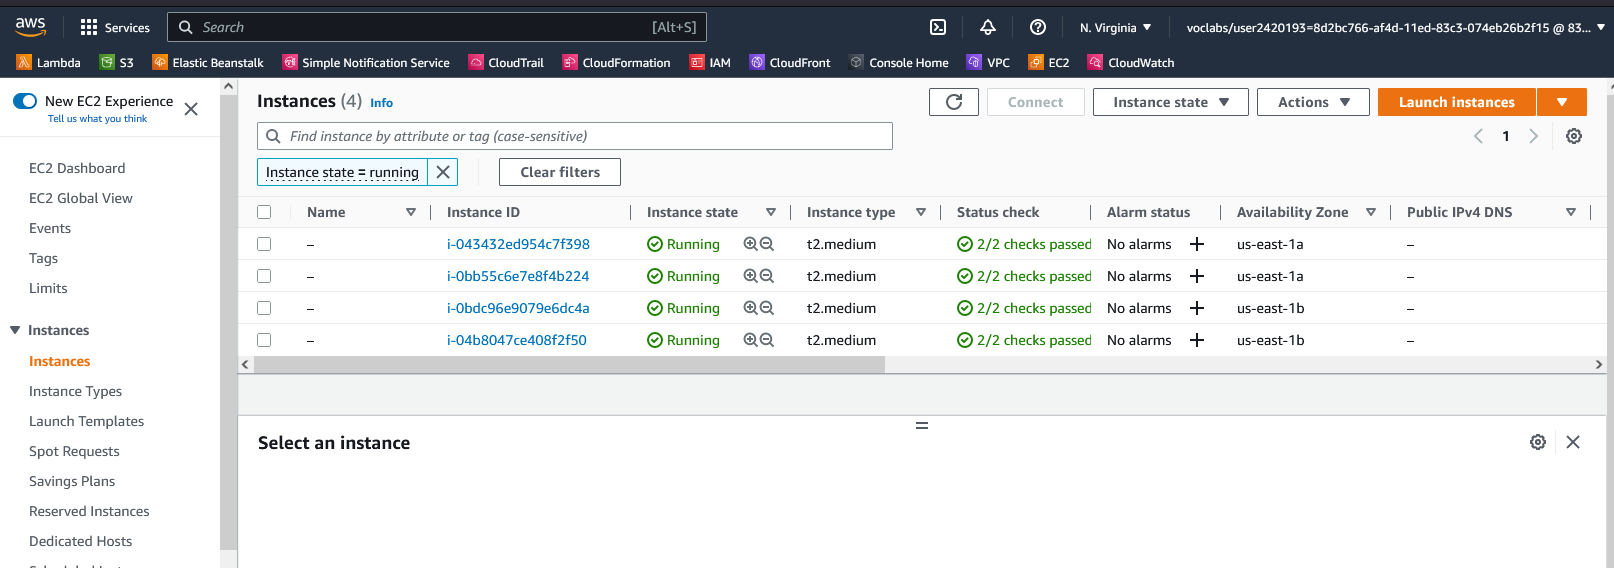 aws Services Search [Alt+S] N. Virginia voclabs/user2420193=8d2bc766-af4d-11ed-83c3-074eb26b2f15 @ 83...
Lambda S3 Elastic Beanstalk Simple Notification Service CloudTrail CloudFormation IAM CloudFront Console Home VPC EC2 CloudWatch
New EC2 Experience
Tell us what you think
EC2 Dashboard
EC2 Global View
Events
Tags
Limits
Instances
Instances
Instance Types
Launch Templates
Spot Requests
Savings Plans
Reserved Instances
Dedicated Hosts
Instances (4) Info Connect Instance state Actions Launch instances
Find instance by attribute or tag (case-sensitive) 1
Instance state = running Clear filters
Name Instance ID Instance state Instance type Status check Alarm status Availability Zone Public IPv4 DNS
– i-043432ed954c7f398 Running t2.medium 2/2 checks passed No alarms us-east-1a –
– i-0bb55c6e7e8f4b224 Running t2.medium 2/2 checks passed No alarms us-east-1a –
– i-0bdc96e9079e6dc4a Running t2.medium 2/2 checks passed No alarms us-east-1b –
– i-04b8047ce408f2f50 Running t2.medium 2/2 checks passed No alarms us-east-1b –
Select an instance